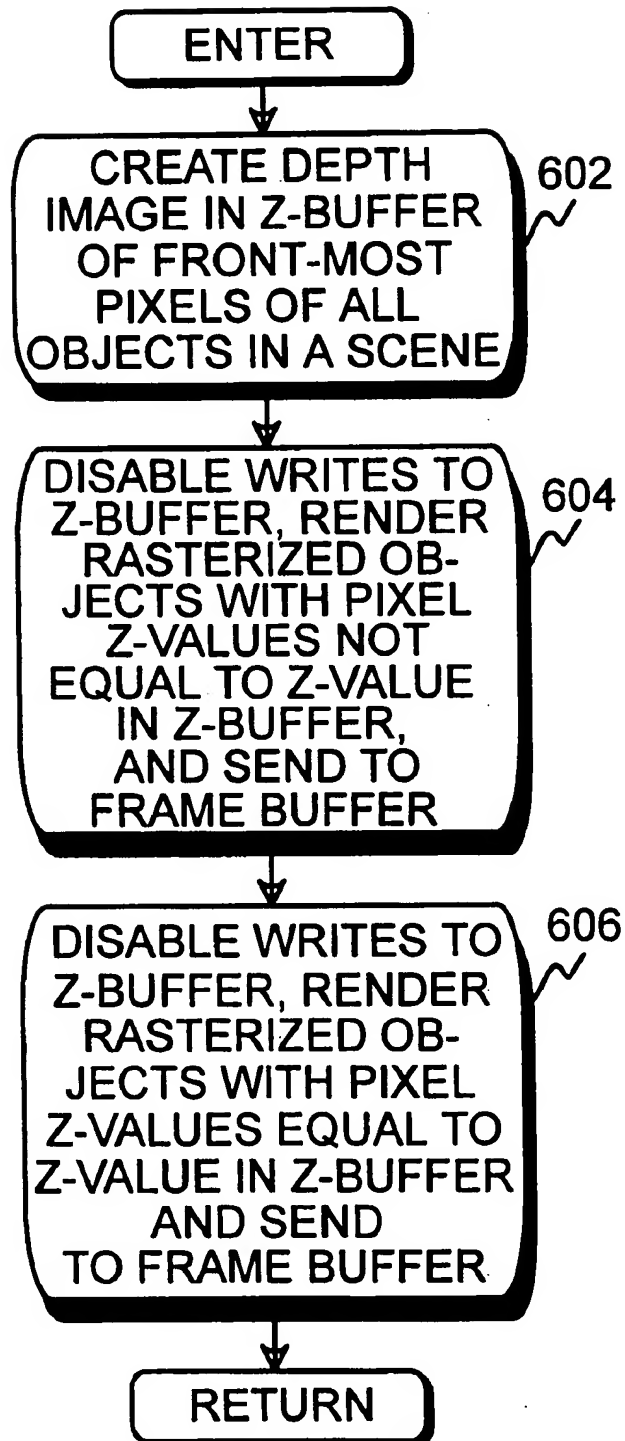 ENTER
CREATE DEPTH
IMAGE IN Z-BUFFER
OF FRONT-MOST
PIXELS OF ALL
OBJECTS IN A SCENE
602
DISABLE WRITES TO
Z-BUFFER, RENDER
RASTERIZED OB-
JECTS WITH PIXEL
Z-VALUES NOT
EQUAL TO Z-VALUE
IN Z-BUFFER,
AND SEND TO
FRAME BUFFER
604
DISABLE WRITES TO
Z-BUFFER, RENDER
RASTERIZED OB-
JECTS WITH PIXEL
Z-VALUES EQUAL TO
Z-VALUE IN Z-BUFFER
AND SEND
TO FRAME BUFFER
606
RETURN